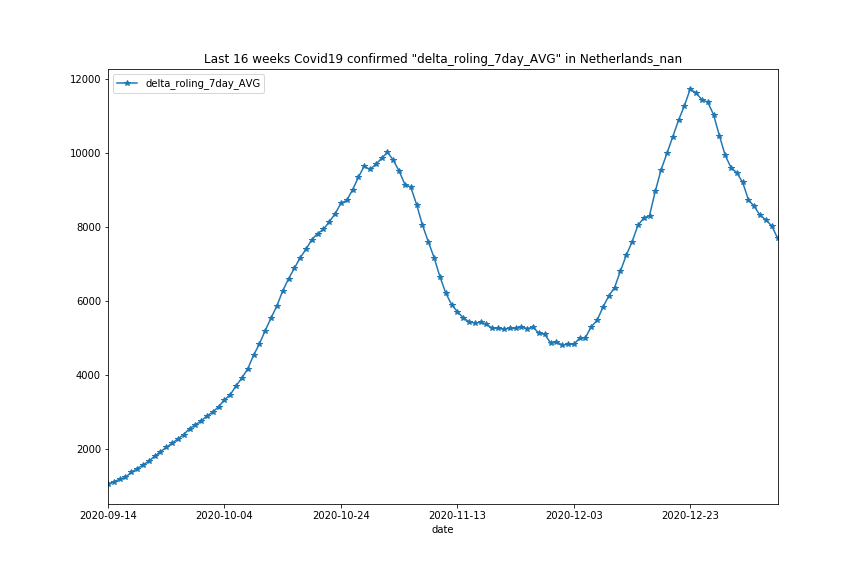 Last 16 weeks Covid19 confirmed "delta_roling_7day_AVG" in Netherlands_nan
delta_roling_7day_AVG
12000
10000
8000
6000
4000
2000
2020-09-14 2020-10-04 2020-10-24 2020-11-13 2020-12-03 2020-12-23
date